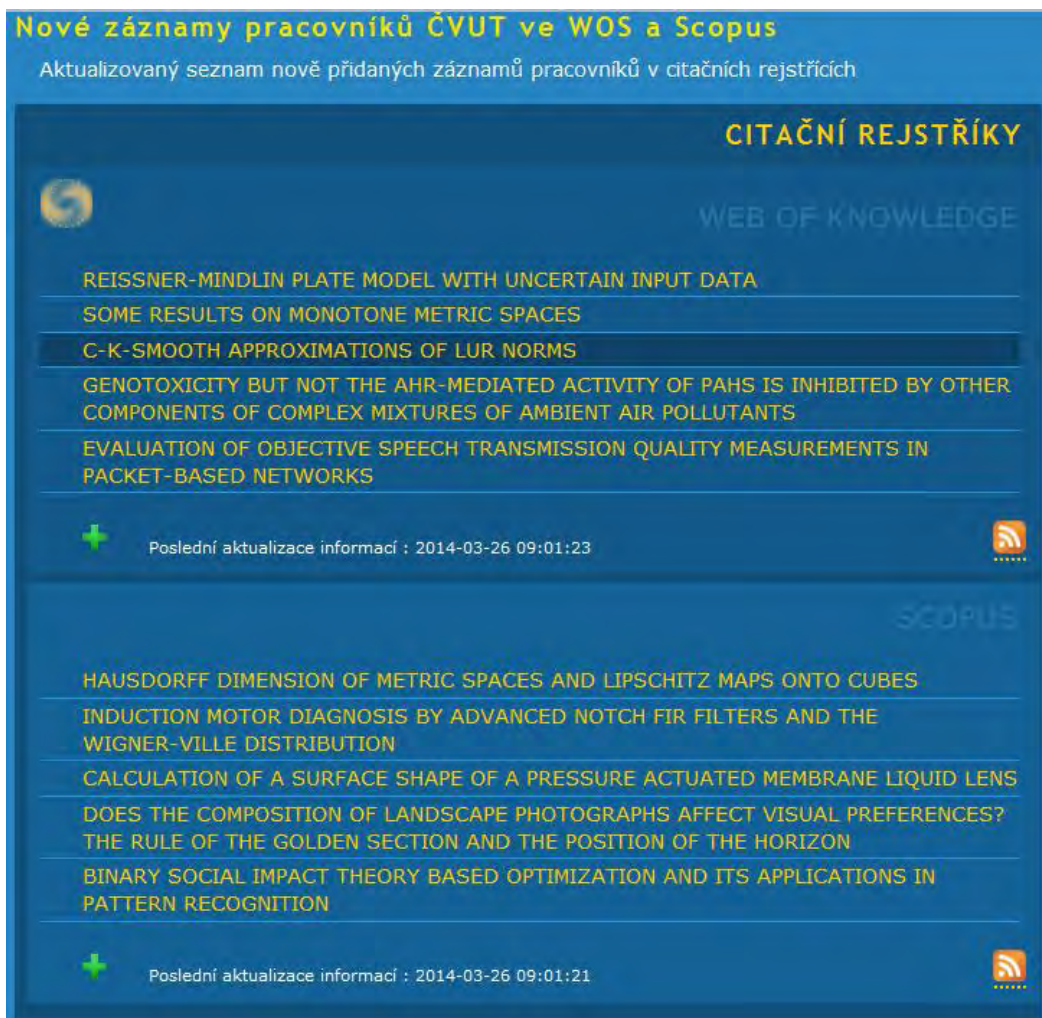 Nové záznamy pracovníků ČVUT ve WOS a Scopus
Aktualizovaný seznam nově přidaných záznamů pracovníků v citačních rejstřících
CITAČNÍ REJSTŘÍKY
WEB OF KNOWLEDGE
REISSNER-MINDLIN PLATE MODEL WITH UNCERTAIN INPUT DATA
SOME RESULTS ON MONOTONE METRIC SPACES
C-K-SMOOTH APPROXIMATIONS OF LUR NORMS
GENOTOXICITY BUT NOT THE AHR-MEDIATED ACTIVITY OF PAHS IS INHIBITED BY OTHER
COMPONENTS OF COMPLEX MIXTURES OF AMBIENT AIR POLLUTANTS
EVALUATION OF OBJECTIVE SPEECH TRANSMISSION QUALITY MEASUREMENTS IN
PACKET-BASED NETWORKS
Poslední aktualizace informací : 2014-03-26 09:01:23
SCOPUS
HAUSDORFF DIMENSION OF METRIC SPACES AND LIPSCHITZ MAPS ONTO CUBES
INDUCTION MOTOR DIAGNOSIS BY ADVANCED NOTCH FIR FILTERS AND THE
WIGNER-VILLE DISTRIBUTION
CALCULATION OF A SURFACE SHAPE OF A PRESSURE ACTUATED MEMBRANE LIQUID LENS
DOES THE COMPOSITION OF LANDSCAPE PHOTOGRAPHS AFFECT VISUAL PREFERENCES?
THE RULE OF THE GOLDEN SECTION AND THE POSITION OF THE HORIZON
BINARY SOCIAL IMPACT THEORY BASED OPTIMIZATION AND ITS APPLICATIONS IN
PATTERN RECOGNITION
Poslední aktualizace informací : 2014-03-26 09:01:21